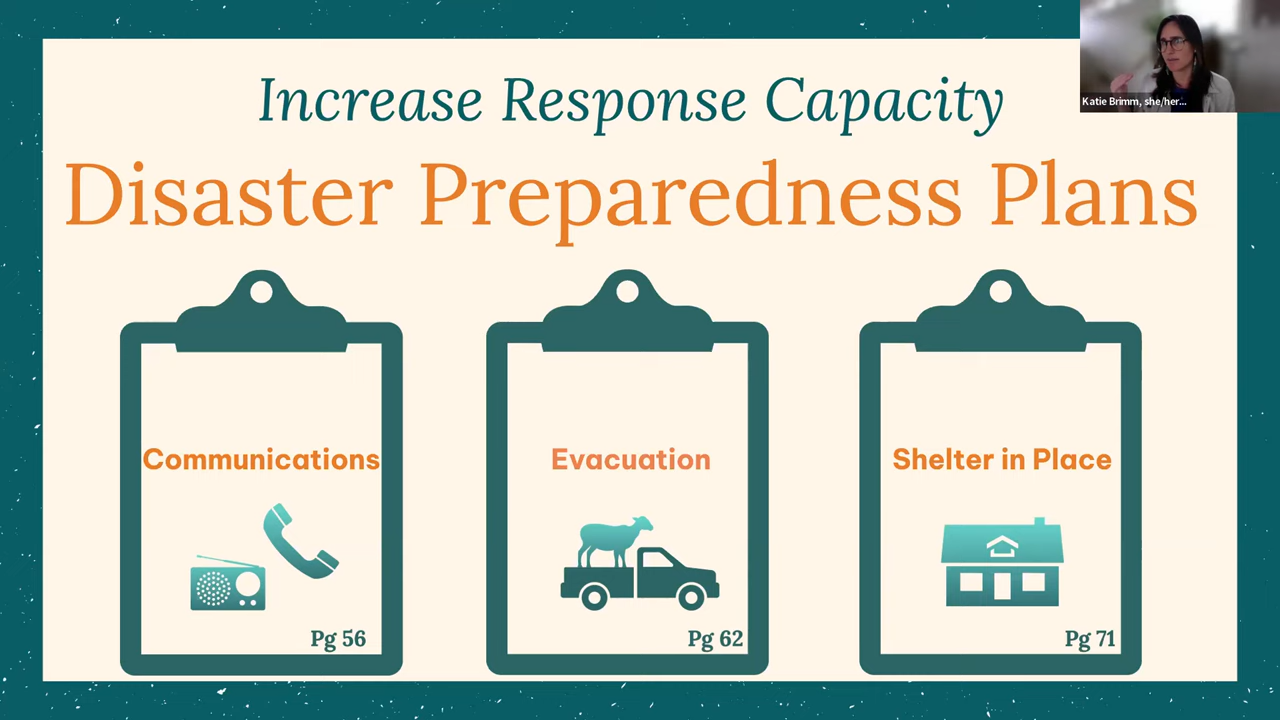 Increase Response Capacity
Katie Brimm, she/her...
Disaster Preparedness Plans
Communications
Pg 56
Evacuation
Pg 62
Shelter in Place
Pg 71